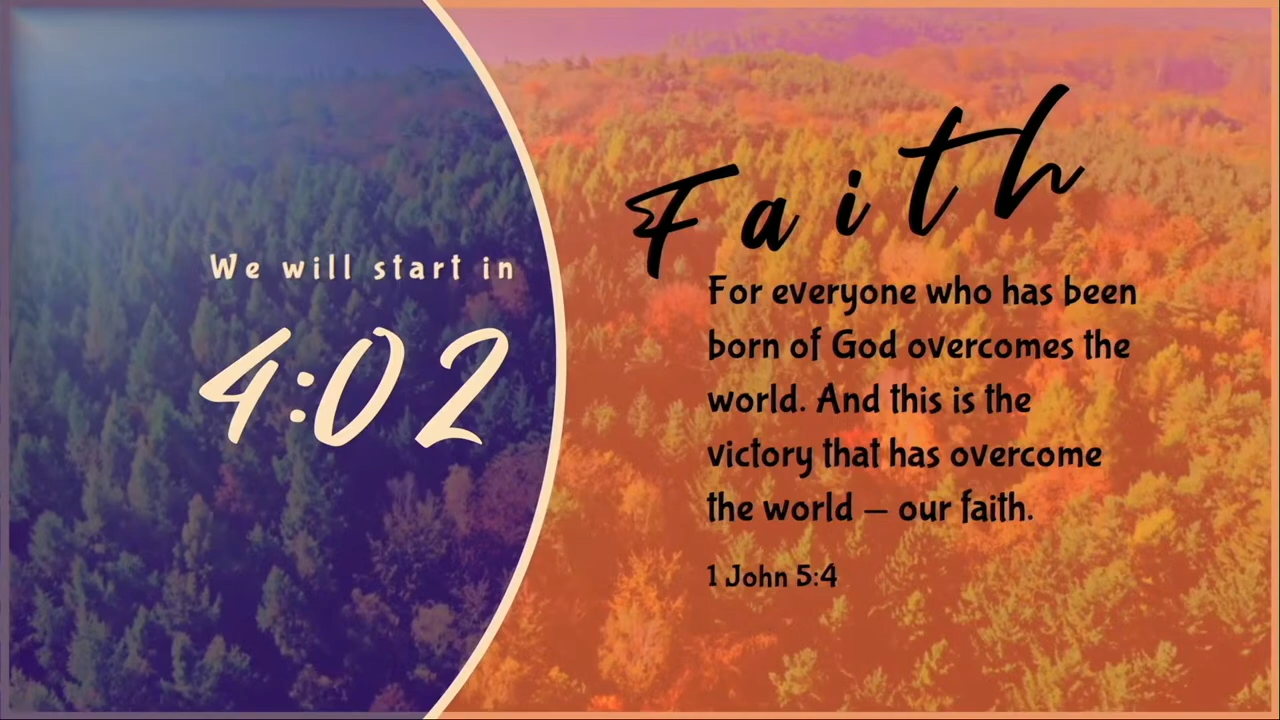 We will start in
4:02
Faith
For everyone who has been
born of God overcomes the
world. And this is the
victory that has overcome
the world – our faith.
1 John 5:4